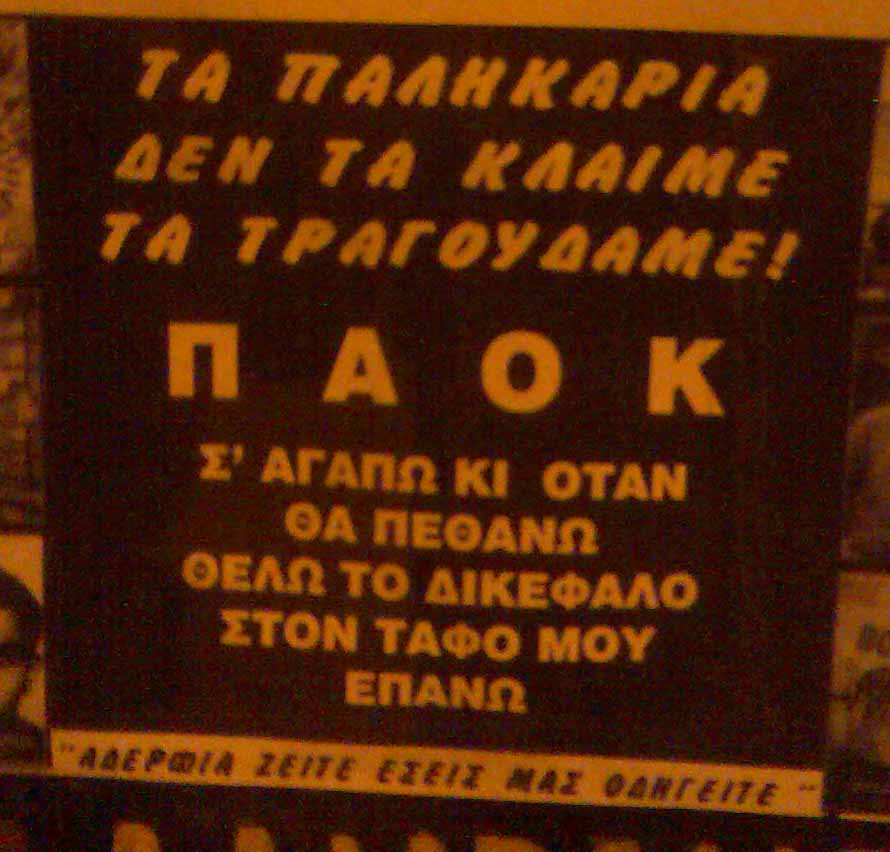 ΤΑ ΠΑΛΗΚΑΡΙΑ
ΔΕΝ ΤΑ ΚΛΑΙΜΕ
ΤΑ ΤΡΑΓΟΥΔΑΜΕ!
ΠΑΟΚ
Σ' ΑΓΑΠΩ ΚΙ ΟΤΑΝ
ΘΑ ΠΕΘΑΝΩ
ΘΕΛΩ ΤΟ ΔΙΚΕΦΑΛΟ
ΣΤΟΝ ΤΑΦΟ ΜΟΥ
ΕΠΑΝΩ
"ΑΔΕΡΦΙΑ ΖΕΙΤΕ ΕΣΕΙΣ ΜΑΣ ΟΔΗΓΕΙΤΕ"